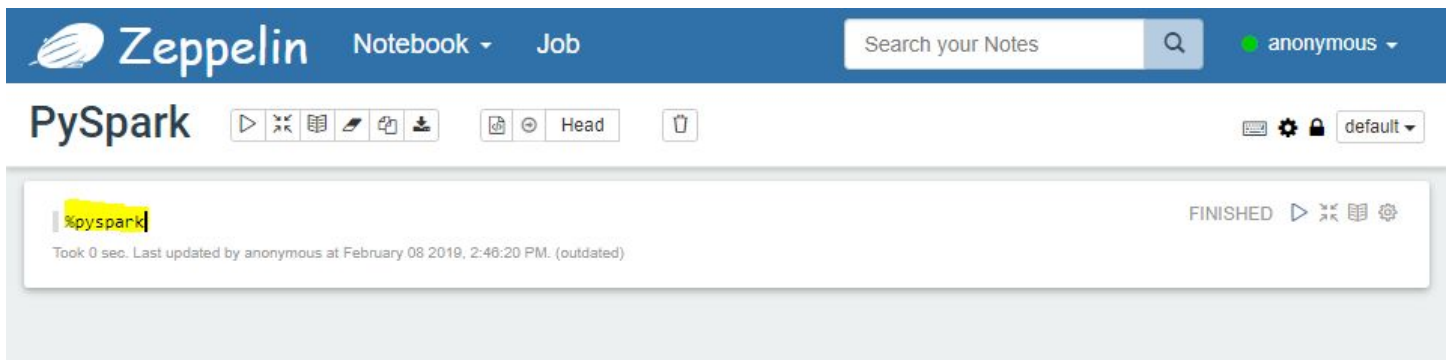 Zeppelin Notebook Job Search your Notes anonymous
PySpark Head default
%pyspark FINISHED
Took 0 sec. Last updated by anonymous at February 08 2019, 2:46:20 PM. (outdated)